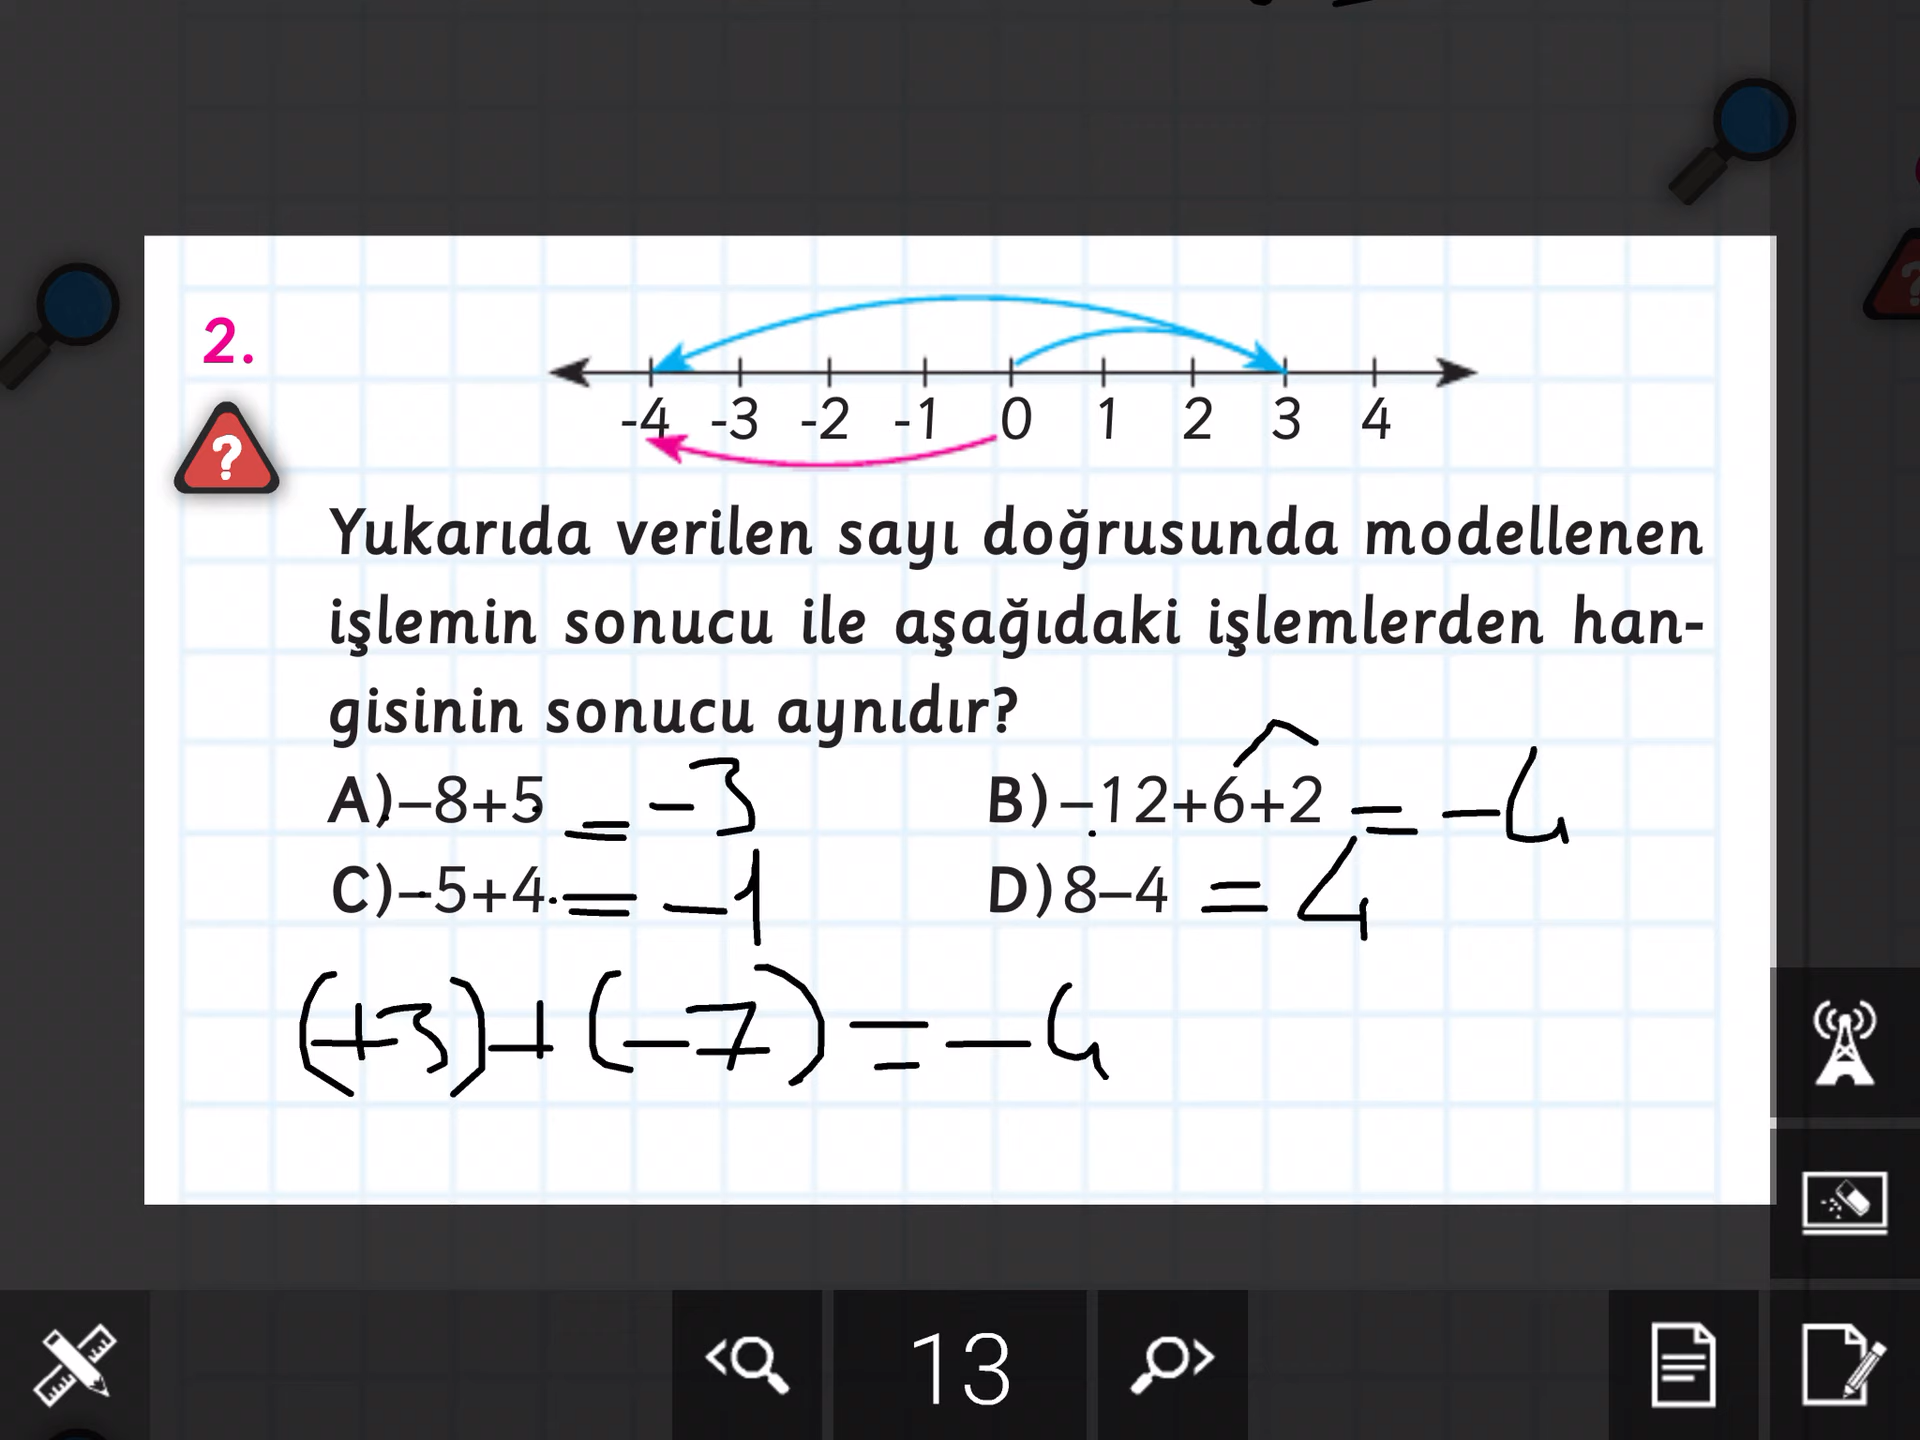 2.
-4 -3 -2 -1 0 1 2 3 4
?
Yukarıda verilen sayı doğrusunda modellenen
işlemin sonucu ile aşağıdaki işlemlerden han-
gisinin sonucu aynıdır?
A)–8+5 = -3 B)–12+6+2 = -4
C)–5+4 = -1 D)8–4 = 4
(+3)+(-7)=-4
13